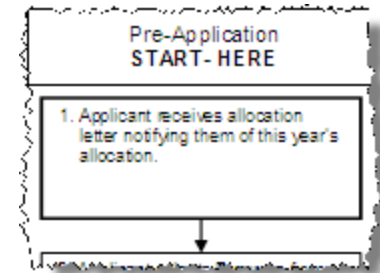 Pre-Application
START-HERE
1. Applicant receives allocation
letter notifying them of this year's
allocation.